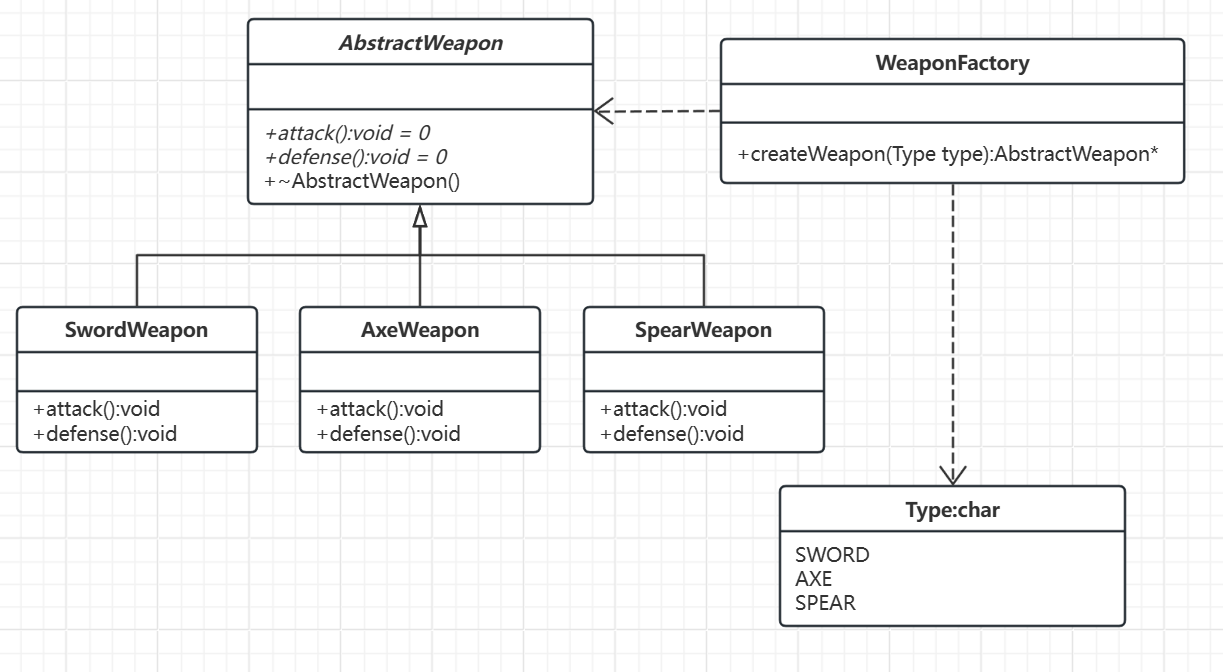 AbstractWeapon
+attack():void = 0
+defense():void = 0
+~AbstractWeapon()
WeaponFactory
+createWeapon(Type type):AbstractWeapon*
SwordWeapon
+attack():void
+defense():void
AxeWeapon
+attack():void
+defense():void
SpearWeapon
+attack():void
+defense():void
Type:char
SWORD
AXE
SPEAR